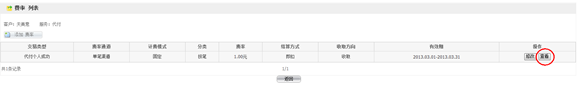 费率 列表
客户：天美意 服务：代付
添加 费率
交易类型 费率渠道 计费模式 分类 费率 结算方式 收取方向 有效期 操作
代付个人成功 单笔渠道 固定 按笔 1.00元 即扣 收取 2013.03.01-2013.03.31 修改 查看
共1条记录 1/1
返回